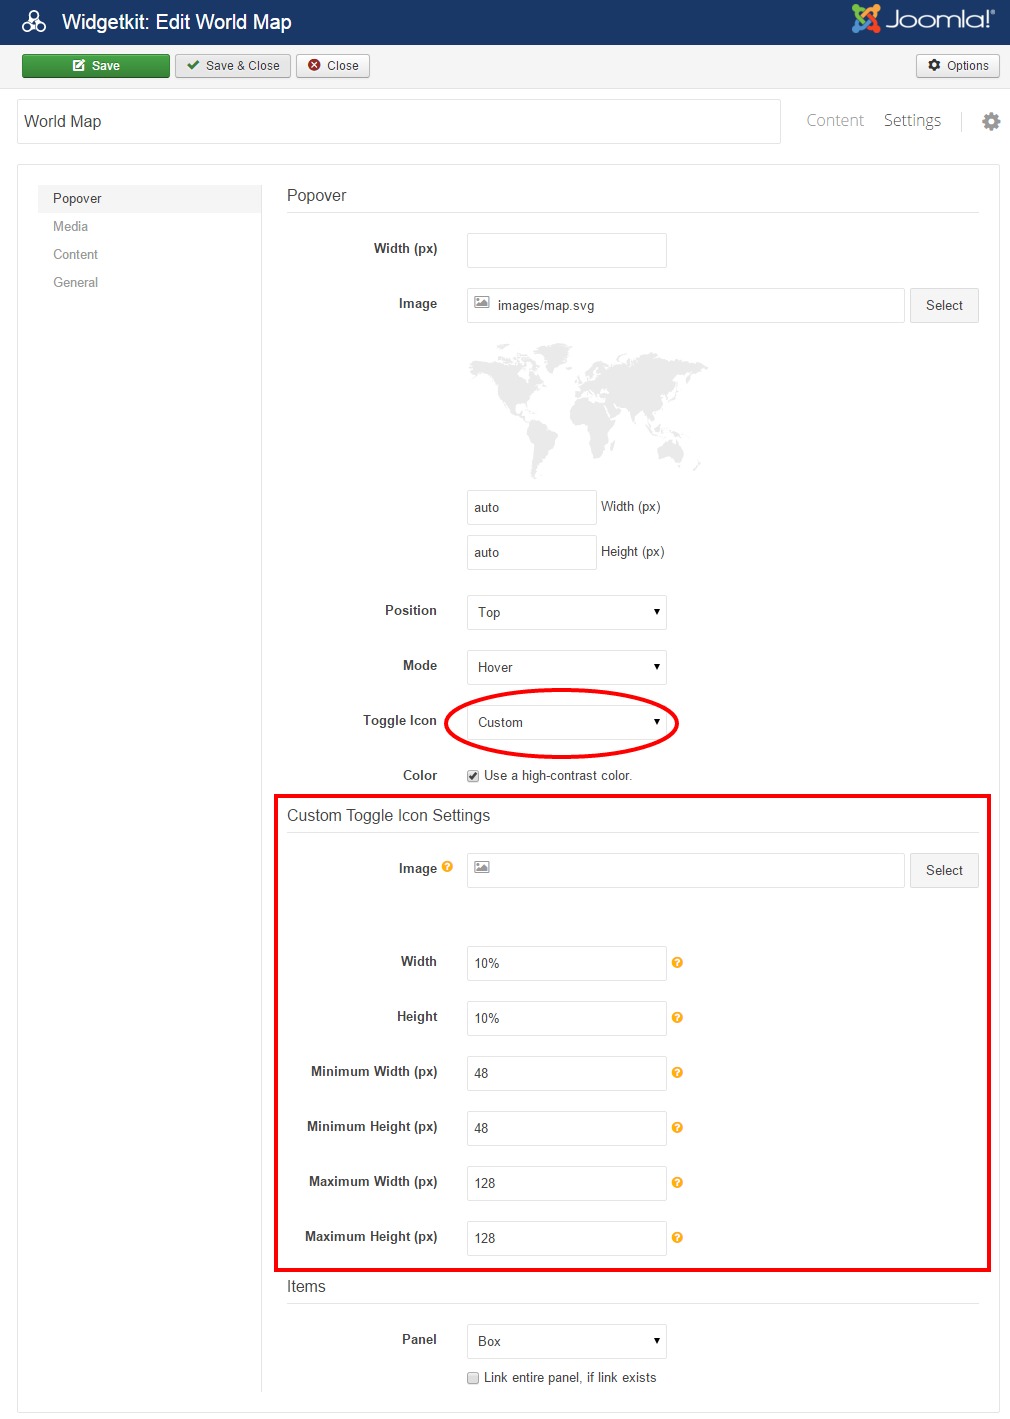 Widgetkit: Edit World Map
Joomla!®
Save
Save & Close
Close
Options
World Map
Content
Settings
Popover
Media
Content
General
Popover
Width (px)
Image
images/map.svg
Select
auto
Width (px)
auto
Height (px)
Position
Top
Mode
Hover
Toggle Icon
Custom
Color
Use a high-contrast color.
Custom Toggle Icon Settings
Image ?
Select
Width
10%
?
Height
10%
?
Minimum Width (px)
48
?
Minimum Height (px)
48
?
Maximum Width (px)
128
?
Maximum Height (px)
128
?
Items
Panel
Box
Link entire panel, if link exists